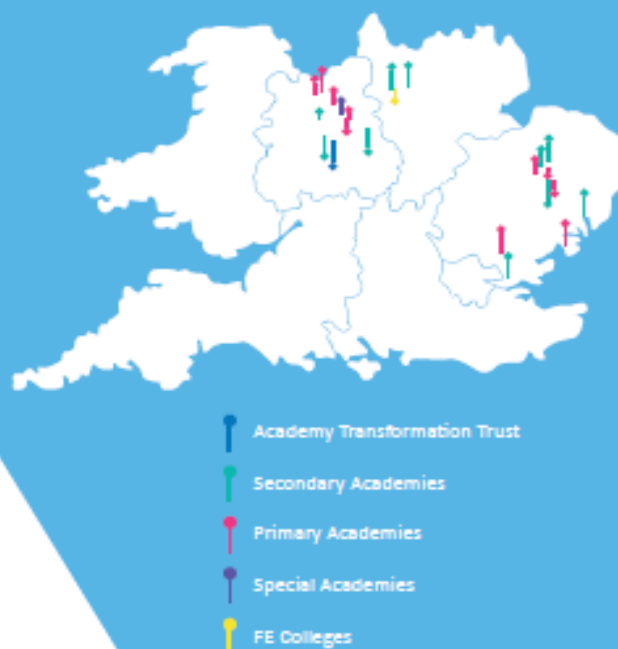 Academy Transformation Trust
Secondary Academies
Primary Academies
Special Academies
FE Colleges